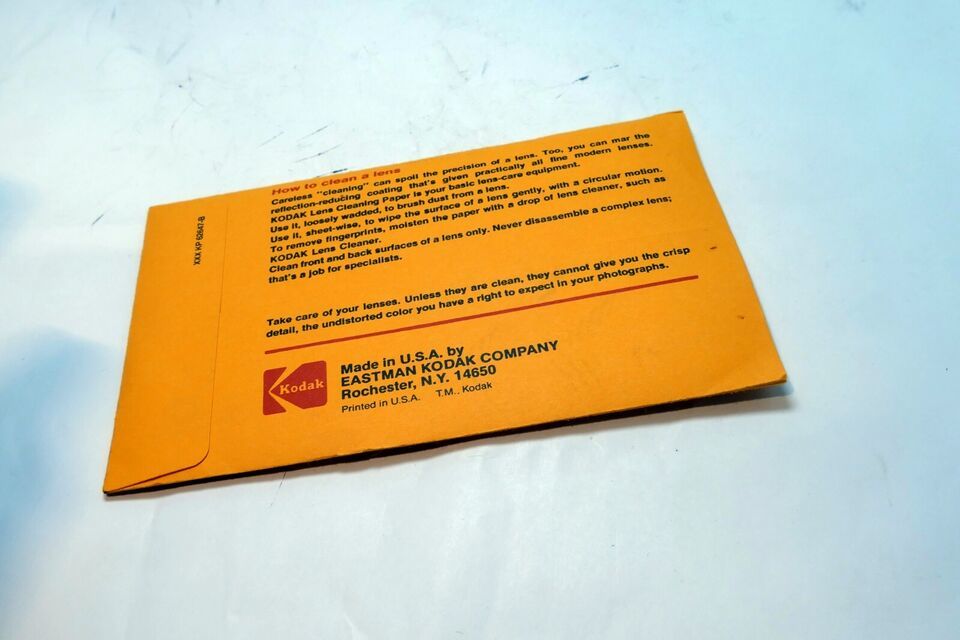 How to clean a lens
Careless "cleaning" can spoil the precision of a lens. Too, you can mar the
reflection-reducing coating that's given practically all fine modern lenses.
KODAK Lens Cleaning Paper is your basic lens-care equipment.
Use it, loosely wadded, to brush dust from a lens.
Use it, sheet-wise, to wipe the surface of a lens gently, with a circular motion.
To remove fingerprints, moisten the paper with a drop of lens cleaner, such as
KODAK Lens Cleaner.
Clean front and back surfaces of a lens only. Never disassemble a complex lens;
that's a job for specialists.
Take care of your lenses. Unless they are clean, they cannot give you the crisp
detail, the undistorted color you have a right to expect in your photographs.
Kodak
Made in U.S.A. by
EASTMAN KODAK COMPANY
Rochester, N.Y. 14650
Printed in U.S.A. T.M., Kodak
XXX KP 62647-B